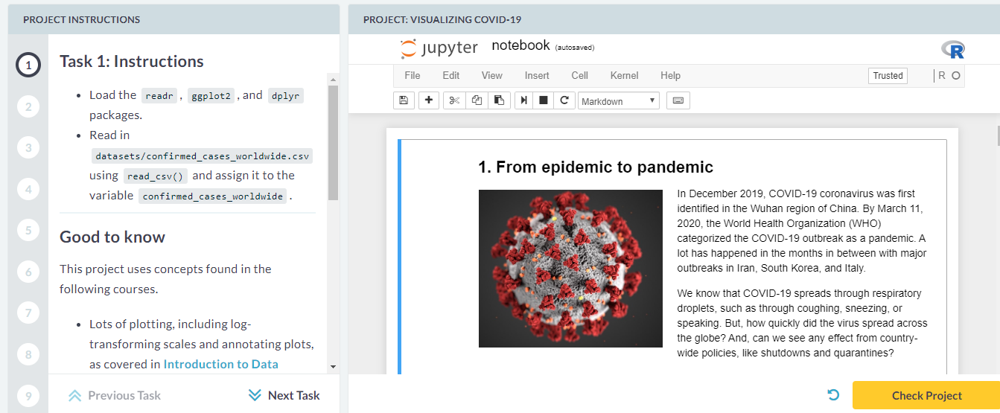 PROJECT INSTRUCTIONS
1
2
3
4
5
6
7
8
9
Task 1: Instructions
Load the readr , ggplot2 , and dplyr
packages.
Read in
datasets/confirmed_cases_worldwide.csv
using read_csv() and assign it to the
variable confirmed_cases_worldwide .
Good to know
This project uses concepts found in the
following courses.
Lots of plotting, including log-
transforming scales and annotating plots,
as covered in Introduction to Data
Previous Task
Next Task
PROJECT: VISUALIZING COVID-19
jupyter notebook (autosaved)
R
File Edit View Insert Cell Kernel Help
Trusted
R
Markdown
1. From epidemic to pandemic
In December 2019, COVID-19 coronavirus was first
identified in the Wuhan region of China. By March 11,
2020, the World Health Organization (WHO)
categorized the COVID-19 outbreak as a pandemic. A
lot has happened in the months in between with major
outbreaks in Iran, South Korea, and Italy.
We know that COVID-19 spreads through respiratory
droplets, such as through coughing, sneezing, or
speaking. But, how quickly did the virus spread across
the globe? And, can we see any effect from country-
wide policies, like shutdowns and quarantines?
Check Project